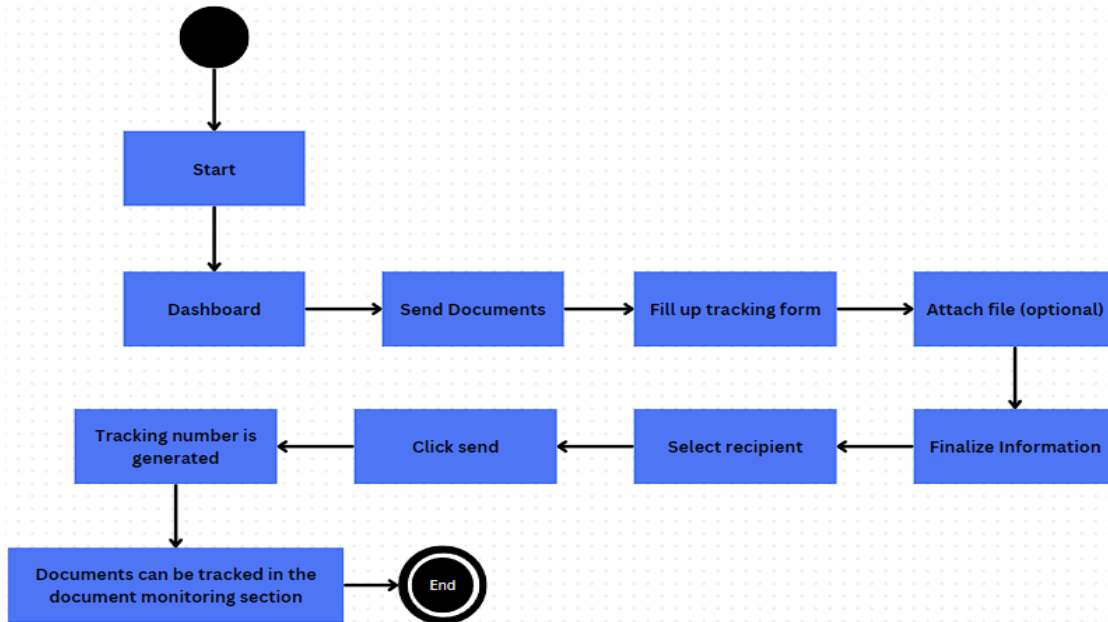 Start
Dashboard
Send Documents
Fill up tracking form
Attach file (optional)
Finalize Information
Select recipient
Click send
Tracking number is
generated
Documents can be tracked in the
document monitoring section
End